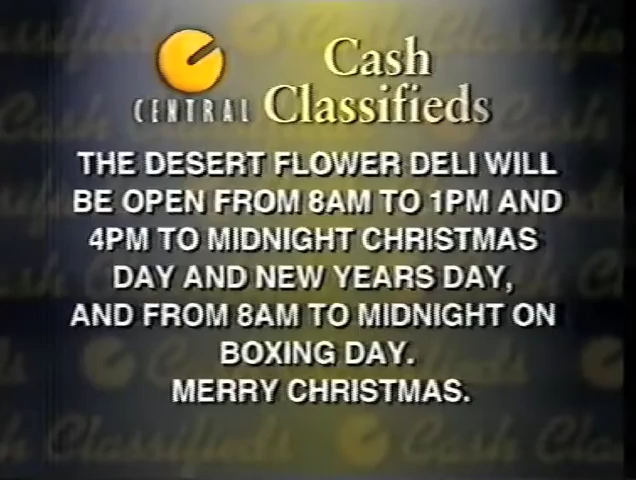 Cash
CENTRAL Classifieds
THE DESERT FLOWER DELI WILL
BE OPEN FROM 8AM TO 1PM AND
4PM TO MIDNIGHT CHRISTMAS
DAY AND NEW YEARS DAY,
AND FROM 8AM TO MIDNIGHT ON
BOXING DAY.
MERRY CHRISTMAS.